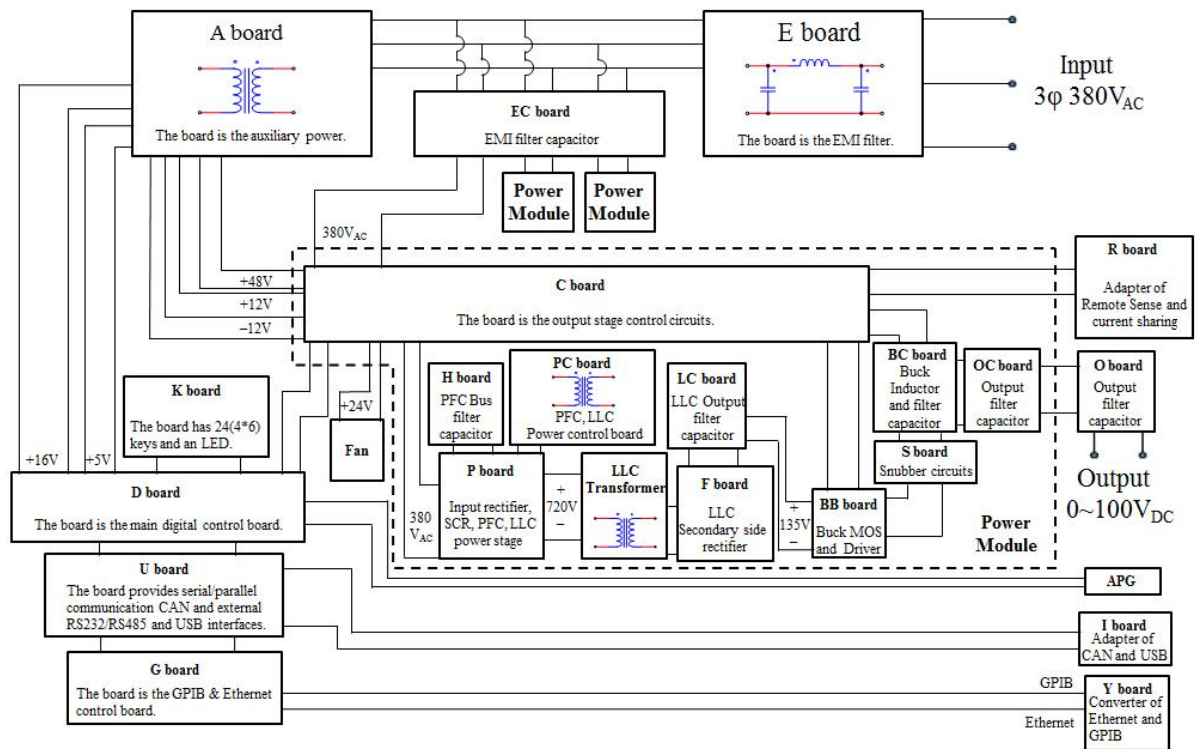 A board
The board is the auxiliary power.
E board
The board is the EMI filter.
Input
3φ 380VAC
EC board
EMI filter capacitor
Power
Module
Power
Module
380VAC
+48V
+12V
–12V
C board
The board is the output stage control circuits.
R board
Adapter of
Remote Sense and
current sharing
K board
The board has 24(4*6)
keys and an LED.
+24V
Fan
H board
PFC Bus
filter
capacitor
PC board
PFC, LLC
Power control board
LC board
LLC Output
filter
capacitor
BC board
Buck
Inductor
and filter
capacitor
OC board
Output
filter
capacitor
O board
Output
filter
capacitor
S board
Snubber circuits
+16V
+5V
D board
The board is the main digital control board.
380
VAC
P board
Input rectifier,
SCR, PFC, LLC
power stage
+
720V
–
LLC
Transformer
F board
LLC
Secondary side
rectifier
+
135V
–
BB board
Buck MOS
and Driver
Power
Module
Output
0~100VDC
U board
The board provides serial/parallel
communication CAN and external
RS232/RS485 and USB interfaces.
APG
I board
Adapter of
CAN and USB
G board
The board is the GPIB & Ethernet
control board.
GPIB
Ethernet
Y board
Converter of
Ethernet and
GPIB